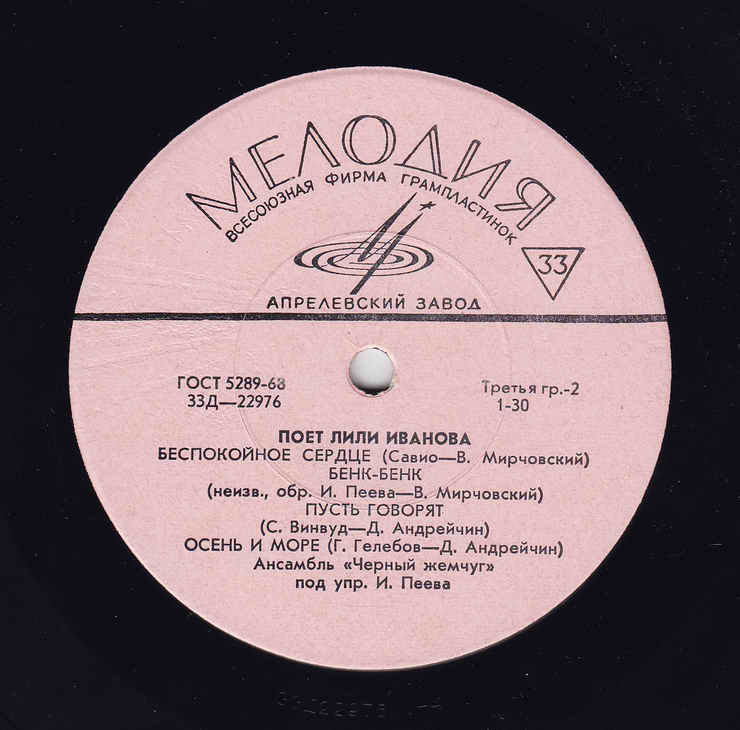 МЕЛОДИЯ
ВСЕСОЮЗНАЯ ФИРМА ГРАМПЛАСТИНОК
33
АПРЕЛЕВСКИЙ ЗАВОД
ГОСТ 5289-68
Третья гр.-2
33Д—22976
1-30
ПОЕТ ЛИЛИ ИВАНОВА
БЕСПОКОЙНОЕ СЕРДЦЕ (Савио—В. Мирчовский)
БЕНК-БЕНК
(неизв., обр. И. Пеева—В. Мирчовский)
ПУСТЬ ГОВОРЯТ
(С. Винвуд—Д. Андрейчин)
ОСЕНЬ И МОРЕ (Г. Гелебов—Д. Андрейчин)
Ансамбль «Черный жемчуг»
под упр. И. Пеева